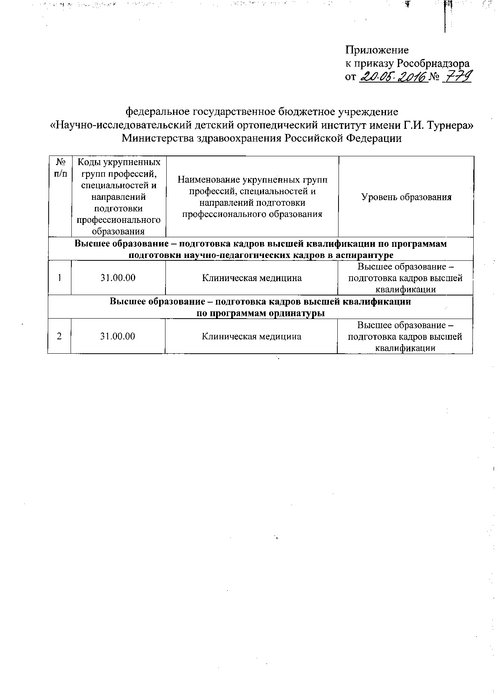 Приложение
к приказу Рособрнадзора
от 20.05.2016 № 779
федеральное государственное бюджетное учреждение
«Научно-исследовательский детский ортопедический институт имени Г.И. Турнера»
Министерства здравоохранения Российской Федерации
№
п/п
Коды укрупненных
групп профессий,
специальностей и
направлений
подготовки
профессионального
образования
Наименование укрупненных групп
профессий, специальностей и
направлений подготовки
профессионального образования
Уровень образования
Высшее образование – подготовка кадров высшей квалификации по программам
подготовки научно-педагогических кадров в аспирантуре
1
31.00.00
Клиническая медицина
Высшее образование –
подготовка кадров высшей
квалификации
Высшее образование – подготовка кадров высшей квалификации
по программам ординатуры
2
31.00.00
Клиническая медицина
Высшее образование –
подготовка кадров высшей
квалификации